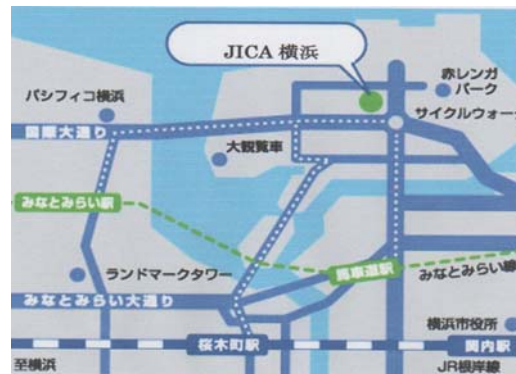 JICA 横浜
赤レンガ
パーク
パシフィコ横浜
サイクルウォーク
国際大通り
大観覧車
みなとみらい駅
馬車道駅
みなとみらい線
ランドマークタワー
みなとみらい大通り
横浜市役所
桜木町駅
関内駅
至横浜
JR根岸線